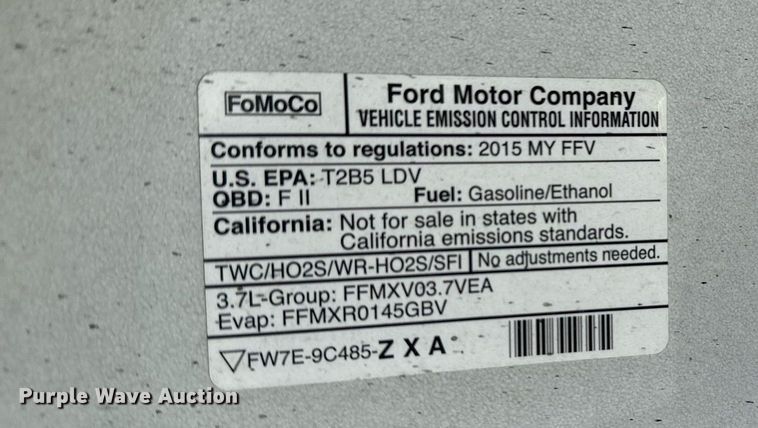 FoMoCo
Ford Motor Company
VEHICLE EMISSION CONTROL INFORMATION
Conforms to regulations: 2015 MY FFV
U.S. EPA: T2B5 LDV
OBD: F II Fuel: Gasoline/Ethanol
California: Not for sale in states with
California emissions standards.
TWC/HO2S/WR-HO2S/SFI No adjustments needed.
3.7L-Group: FFMXV03.7VEA
Evap: FFMXR0145GBV
FW7E-9C485-Z X A
Purple Wave Auction